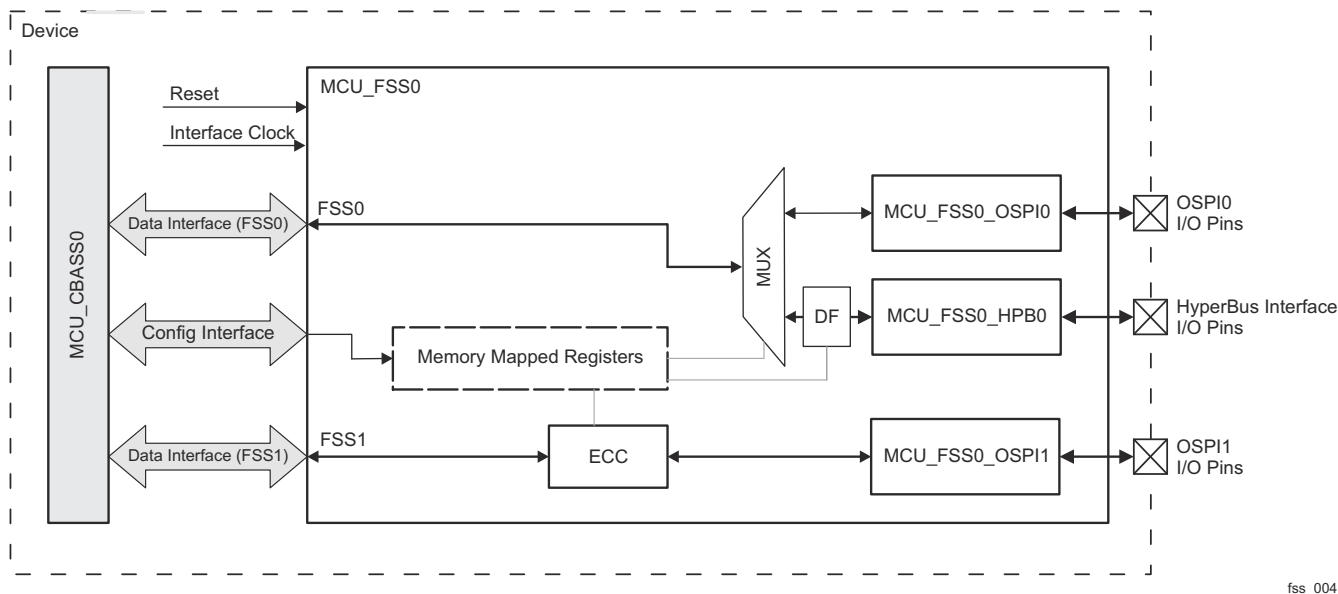 Device
MCU_CBASS0
Reset
Interface Clock
MCU_FSS0
Data Interface (FSS0)
FSS0
MUX
MCU_FSS0_OSPI0
OSPI0
I/O Pins
Config Interface
Memory Mapped Registers
DF
MCU_FSS0_HPB0
HyperBus Interface
I/O Pins
Data Interface (FSS1)
FSS1
ECC
MCU_FSS0_OSPI1
OSPI1
I/O Pins
fss_004